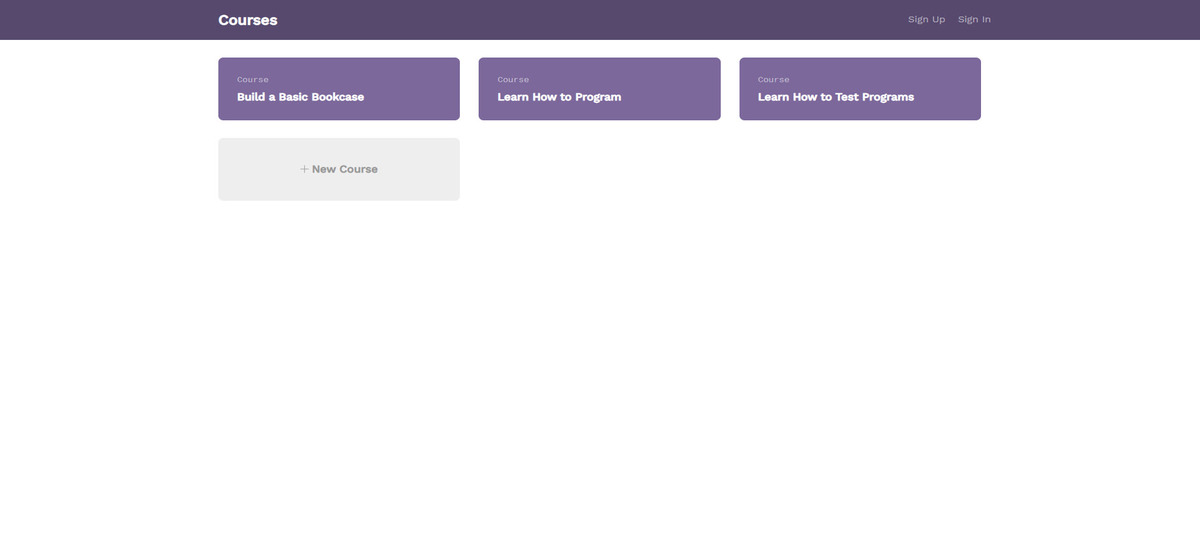 Courses
Sign Up
Sign In
Course
Build a Basic Bookcase
Course
Learn How to Program
Course
Learn How to Test Programs
+ New Course